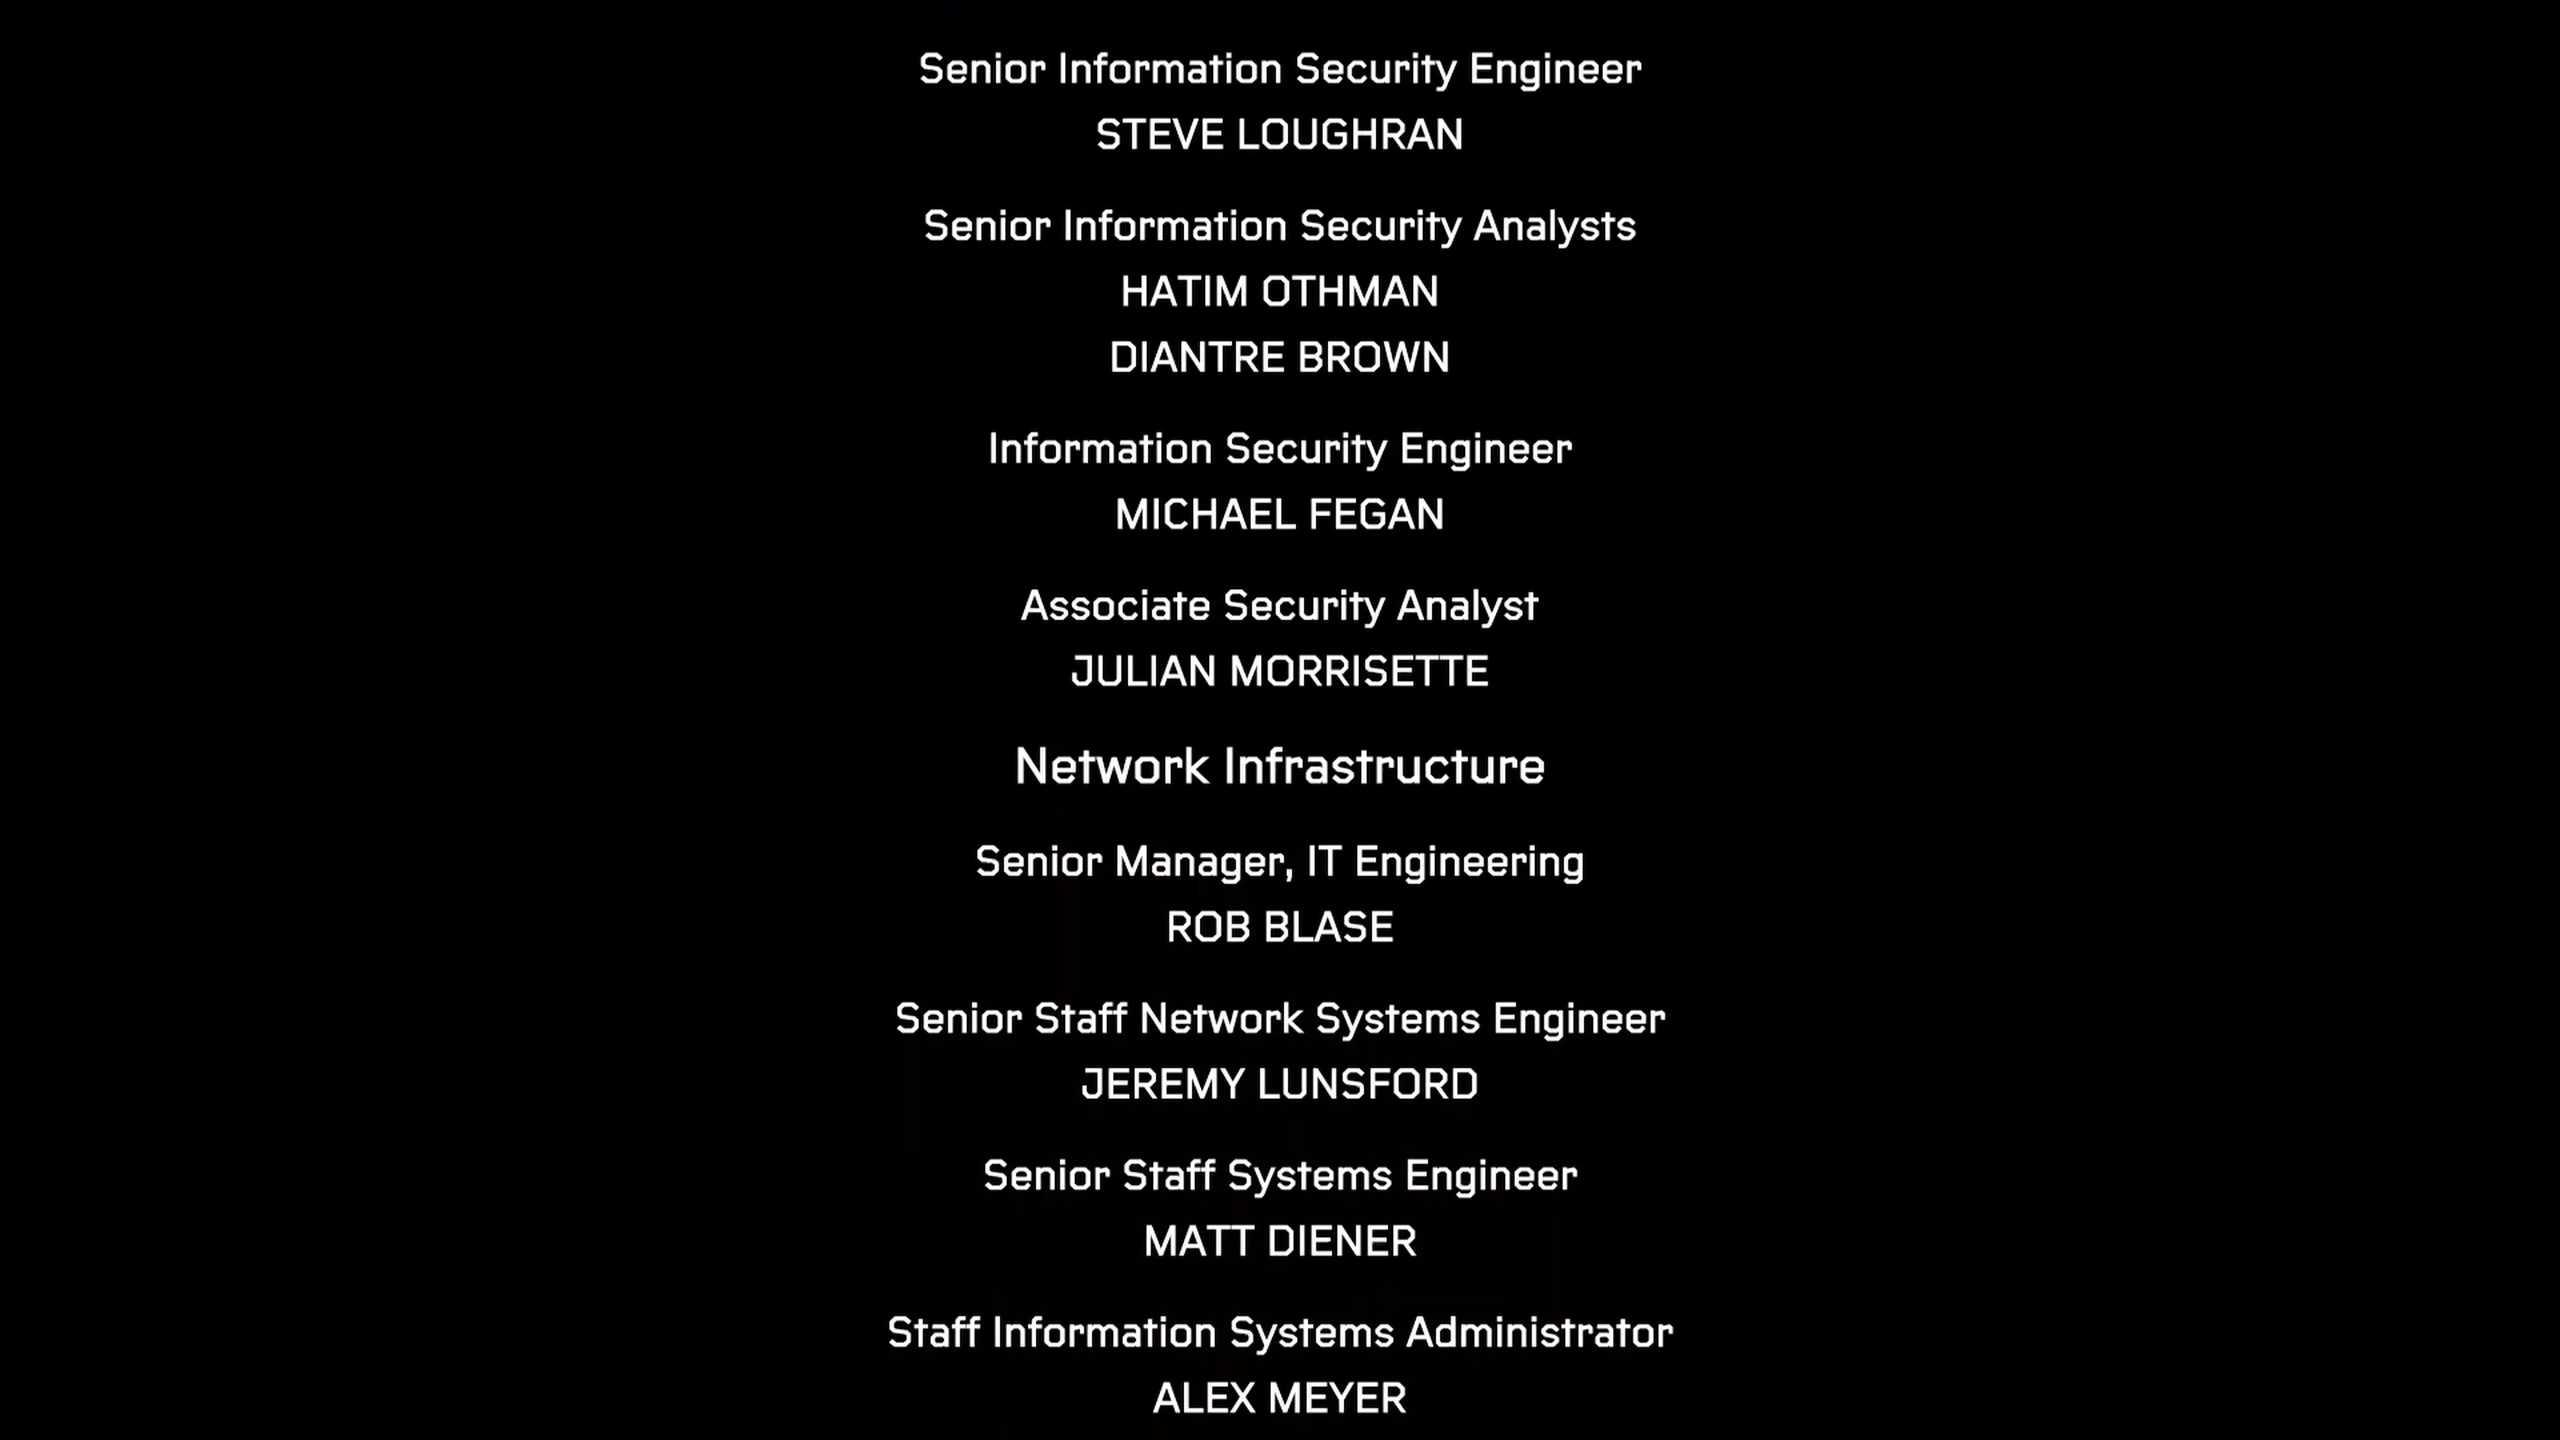 Senior Information Security Engineer
STEVE LOUGHRAN
Senior Information Security Analysts
HATIM OTHMAN
DIANTRE BROWN
Information Security Engineer
MICHAEL FEGAN
Associate Security Analyst
JULIAN MORRISETTE
Network Infrastructure
Senior Manager, IT Engineering
ROB BLASE
Senior Staff Network Systems Engineer
JEREMY LUNSFORD
Senior Staff Systems Engineer
MATT DIENER
Staff Information Systems Administrator
ALEX MEYER